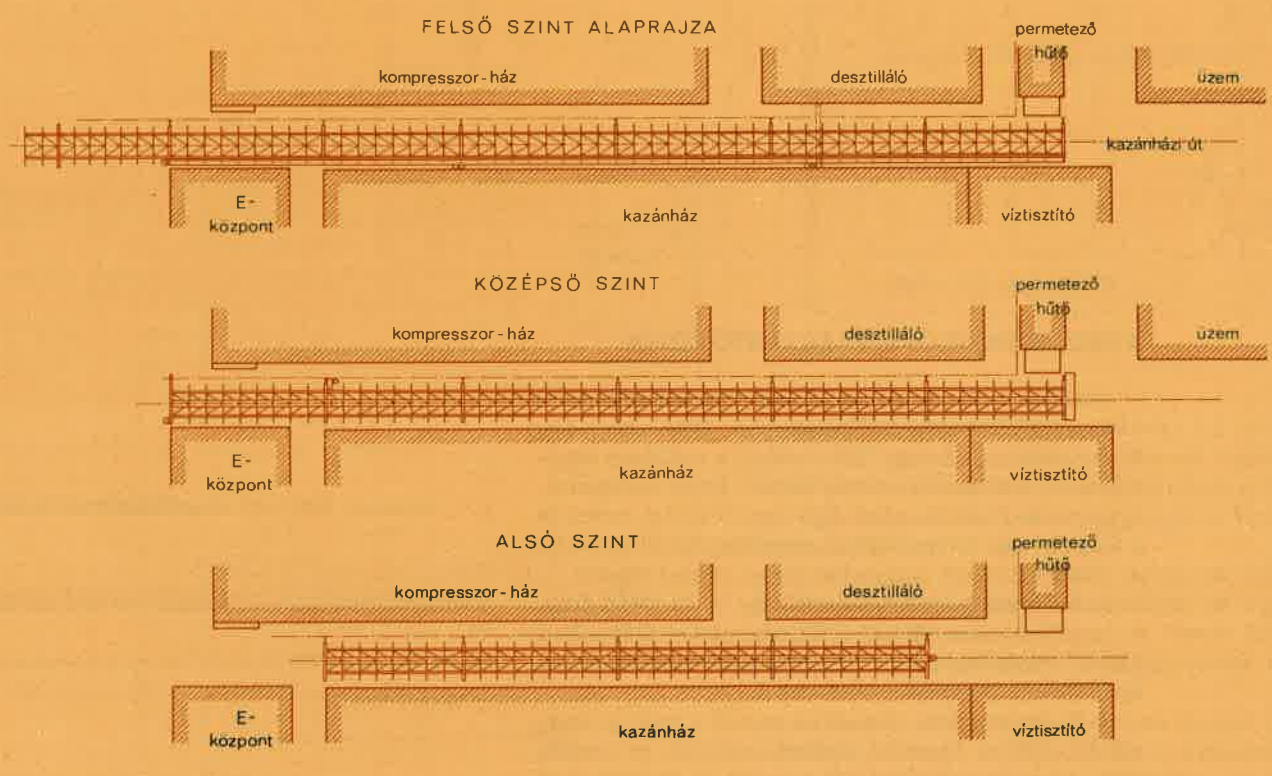 FELSŐ SZINT ALAPRAJZA
permetező
hűtő
kompresszor-ház
desztilláló
üzem
kazánházi út
E-
központ
kazánház
víztisztító
KÖZÉPSŐ SZINT
permetező
hűtő
kompresszor-ház
desztilláló
üzem
E-
központ
kazánház
víztisztító
ALSÓ SZINT
permetező
hűtő
kompresszor-ház
desztilláló
E-
központ
kazánház
víztisztító